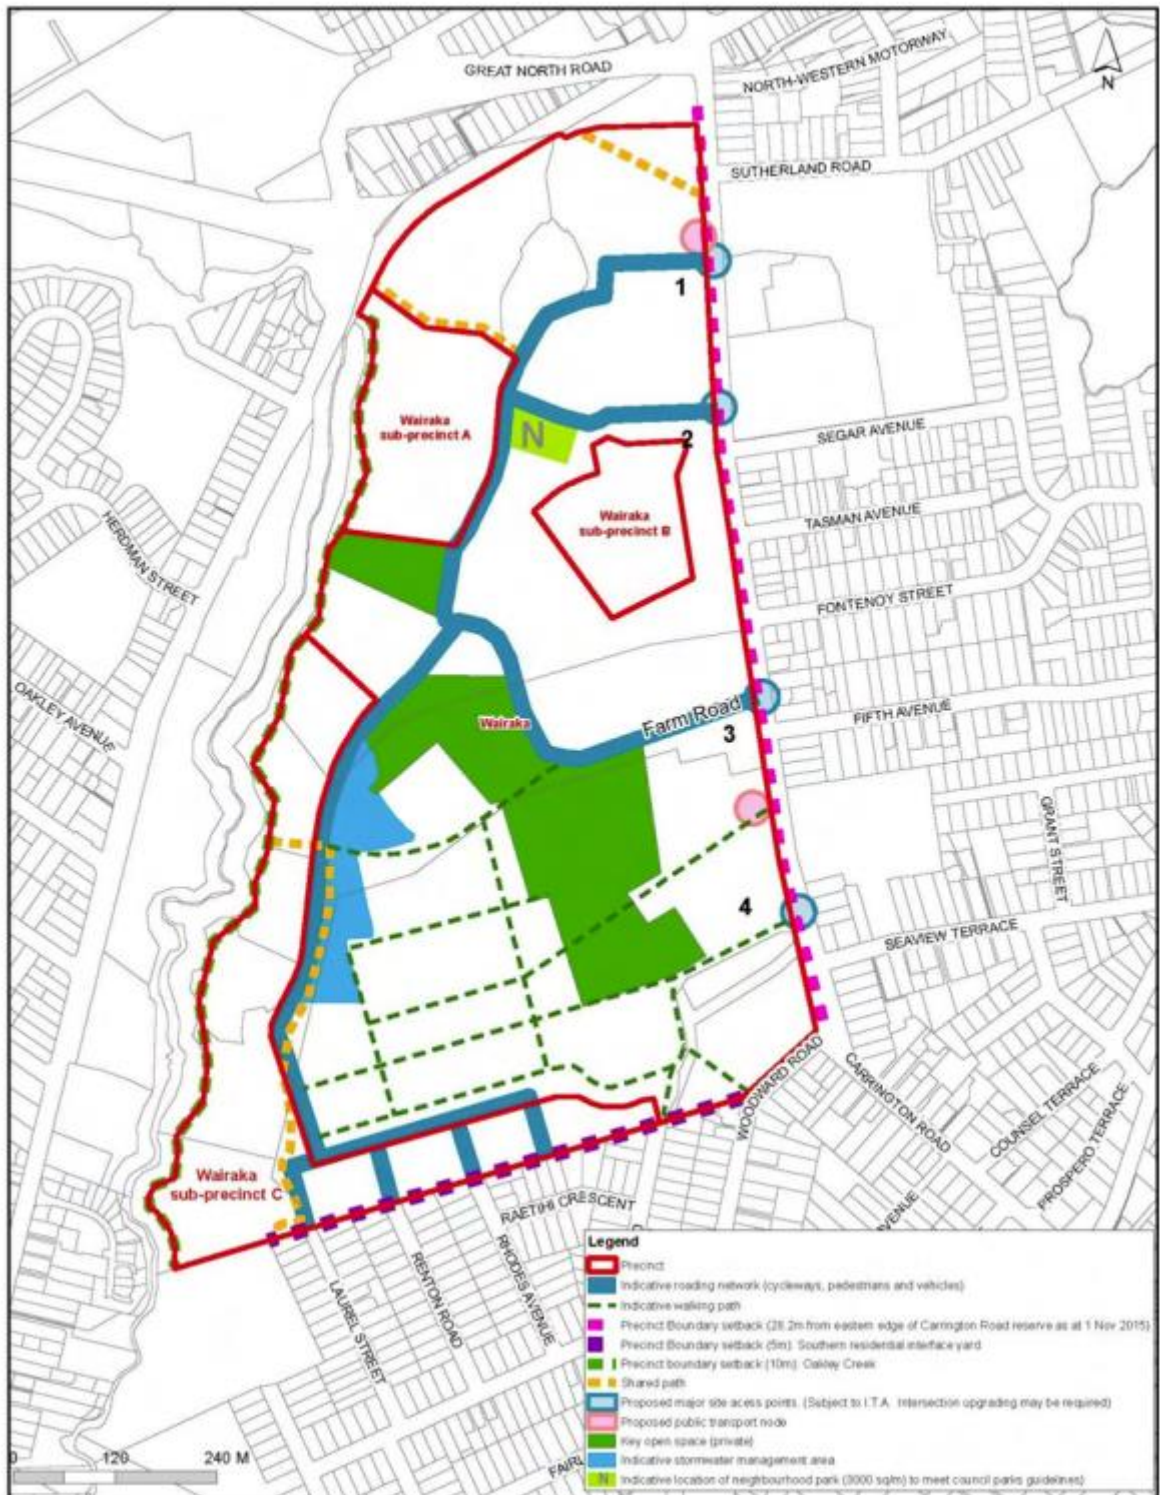 GREAT NORTH ROAD
NORTH-WESTERN MOTORWAY
N
SUTHERLAND ROAD
1
Wairaka
sub-precinct A
N
2
SEGAR AVENUE
TASMAN AVENUE
Wairaka
sub-precinct B
HERDMAN STREET
FONTENOY STREET
OAKLEY AVENUE
Wairaka
Farm Road
3
FIFTH AVENUE
GRANT STREET
4
SEAVIEW TERRACE
WOODWARD ROAD
CARRINGTON ROAD
COUNSEL TERRACE
PROSPERO TERRACE
Wairaka
sub-precinct C
RAETIHI CRESCENT
AVENUE
LAUREL STREET
RENTON ROAD
RHODES AVENUE
Legend
Precinct
Indicative roading network (cycleways, pedestrians and vehicles)
Indicative walking path
Precinct Boundary setback (28.2m from eastern edge of Carrington Road reserve as at 1 Nov 2015)
Precinct Boundary setback (5m). Southern residential interface yard
Precinct boundary setback (10m). Oakley Creek
Shared path
Proposed major site acess points. (Subject to I.T.A. Intersection upgrading may be required)
Proposed public transport node
Key open space (private)
Indicative stormwater management area
N Indicative location of neighbourhood park (3000 sq/m) to meet council parks guidelines)
0 120 240 M